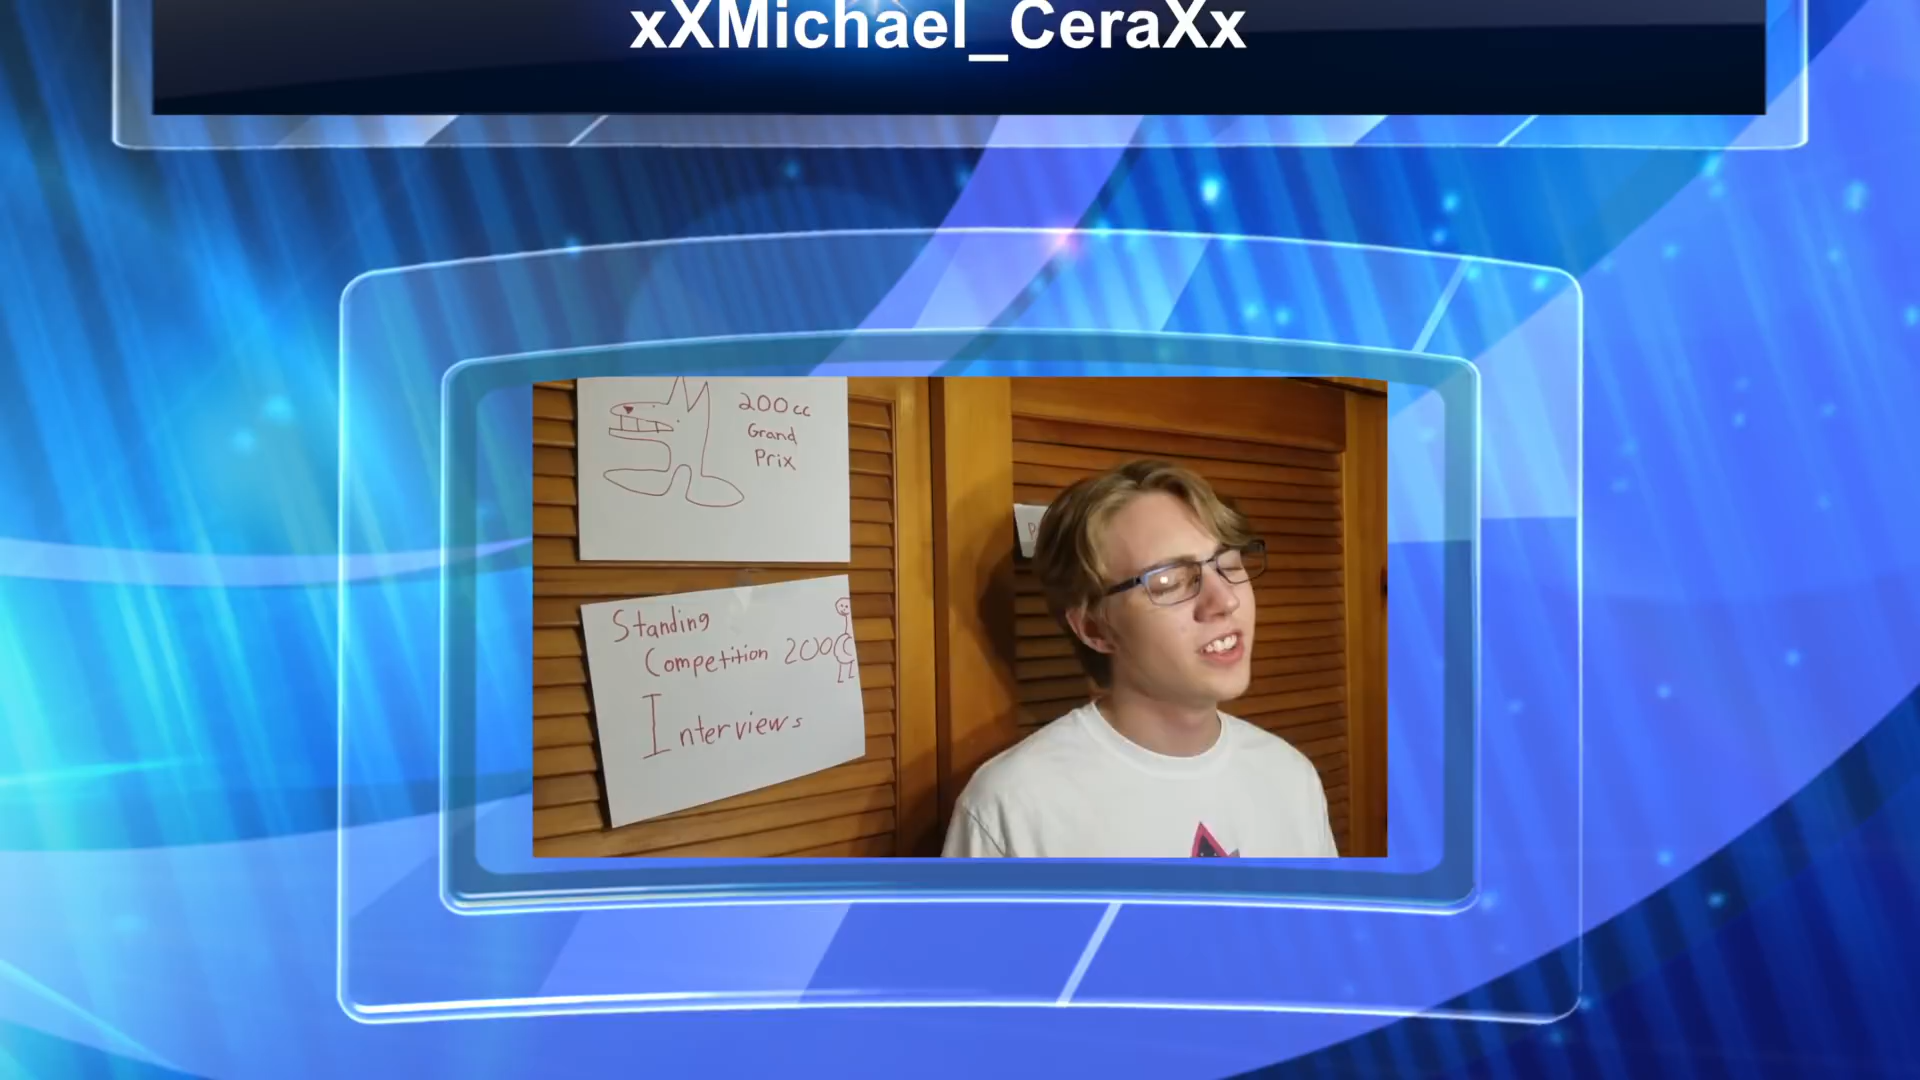 xXMichael_CeraXx
200cc
Grand
Prix
Standing
Competition 200CC
Interviews